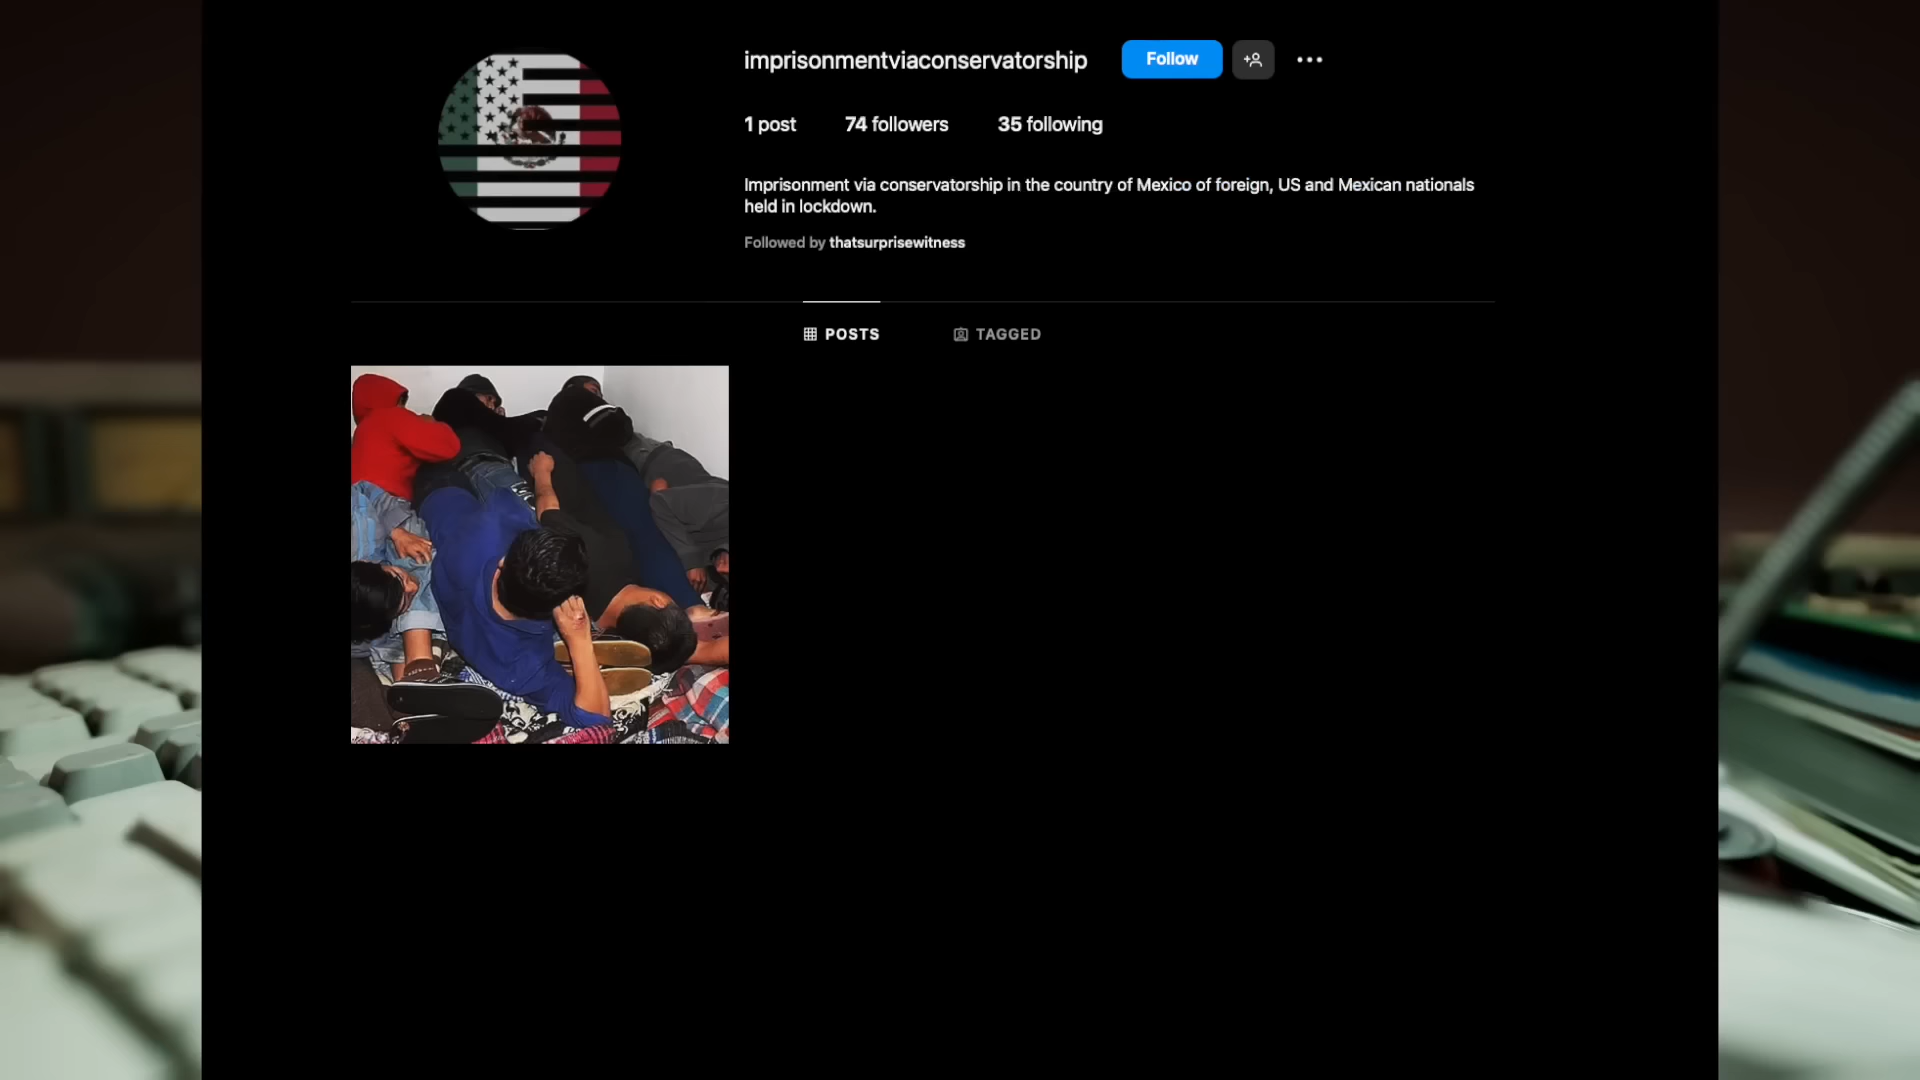 imprisonmentviaconservatorship Follow
1 post 74 followers 35 following
Imprisonment via conservatorship in the country of Mexico of foreign, US and Mexican nationals
held in lockdown.
Followed by thatsurprisewitness
POSTS TAGGED